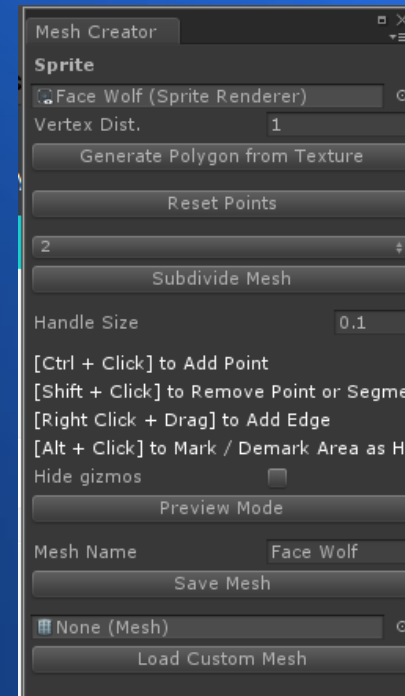 Mesh Creator
Sprite
Face Wolf (Sprite Renderer)
Vertex Dist. 1
Generate Polygon from Texture
Reset Points
2
Subdivide Mesh
Handle Size 0.1
[Ctrl + Click] to Add Point
[Shift + Click] to Remove Point or Segme
[Right Click + Drag] to Add Edge
[Alt + Click] to Mark / Demark Area as H
Hide gizmos
Preview Mode
Mesh Name Face Wolf
Save Mesh
None (Mesh)
Load Custom Mesh